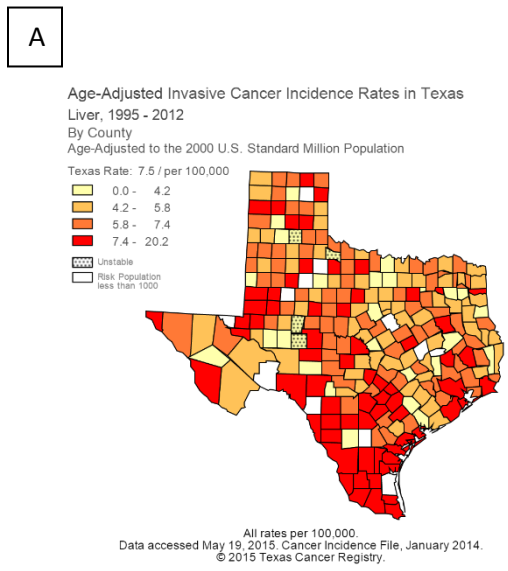 A
Age-Adjusted Invasive Cancer Incidence Rates in Texas
Liver, 1995 - 2012
By County
Age-Adjusted to the 2000 U.S. Standard Million Population
Texas Rate: 7.5 / per 100,000
0.0 - 4.2
4.2 - 5.8
5.8 - 7.4
7.4 - 20.2
Unstable
Risk Population
less than 1000
All rates per 100,000.
Data accessed May 19, 2015. Cancer Incidence File, January 2014.
© 2015 Texas Cancer Registry.